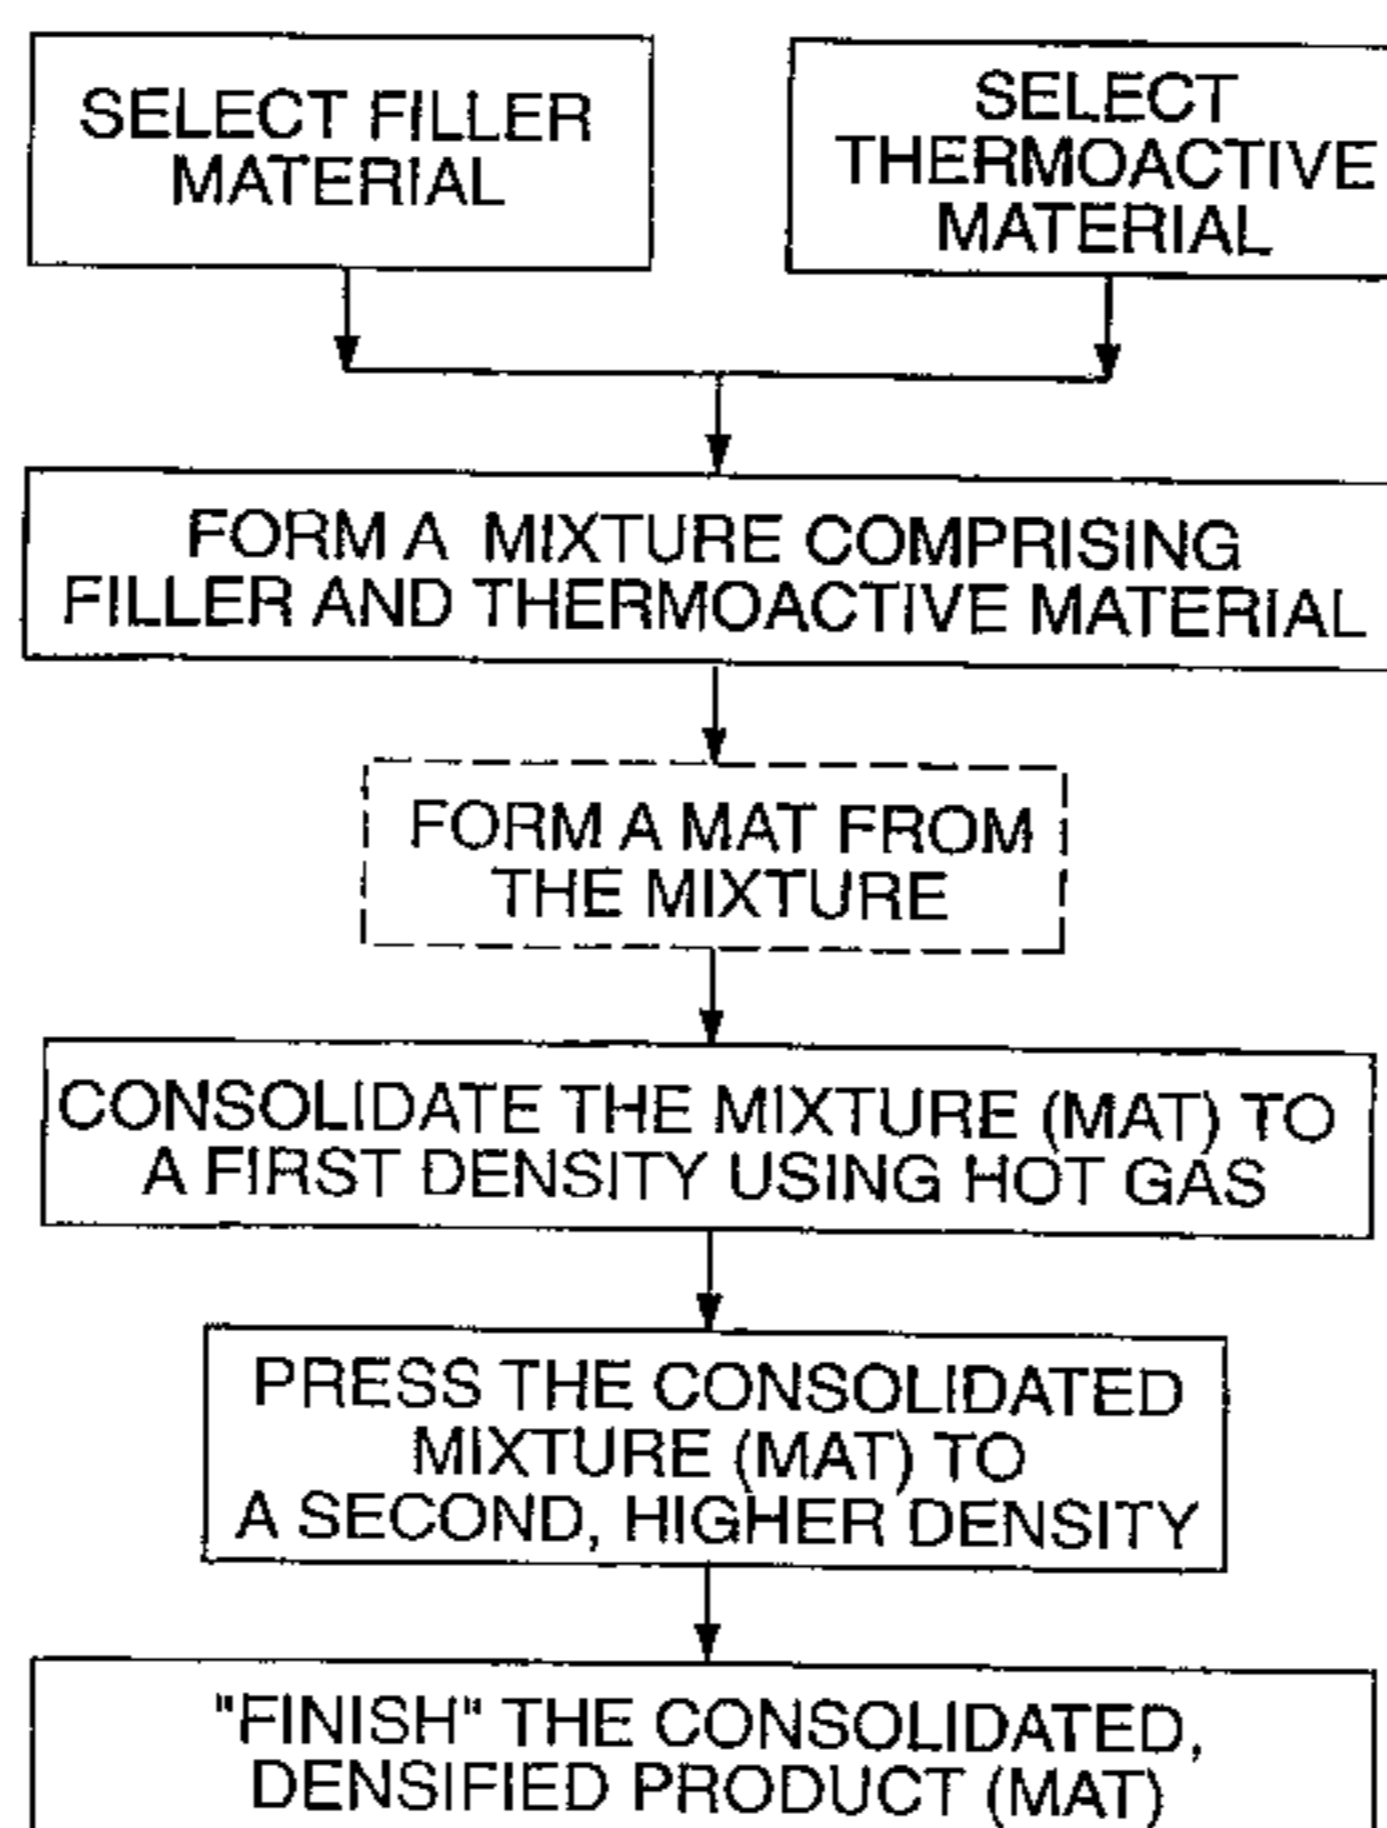 SELECT FILLER
MATERIAL
SELECT
THERMOACTIVE
MATERIAL
FORM A MIXTURE COMPRISING
FILLER AND THERMOACTIVE MATERIAL
FORM A MAT FROM
THE MIXTURE
CONSOLIDATE THE MIXTURE (MAT) TO
A FIRST DENSITY USING HOT GAS
PRESS THE CONSOLIDATED
MIXTURE (MAT) TO
A SECOND, HIGHER DENSITY
"FINISH" THE CONSOLIDATED,
DENSIFIED PRODUCT (MAT)